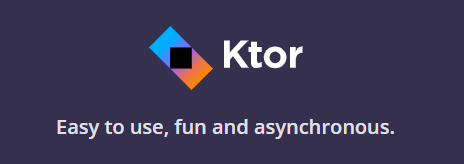 Ktor
Easy to use, fun and asynchronous.